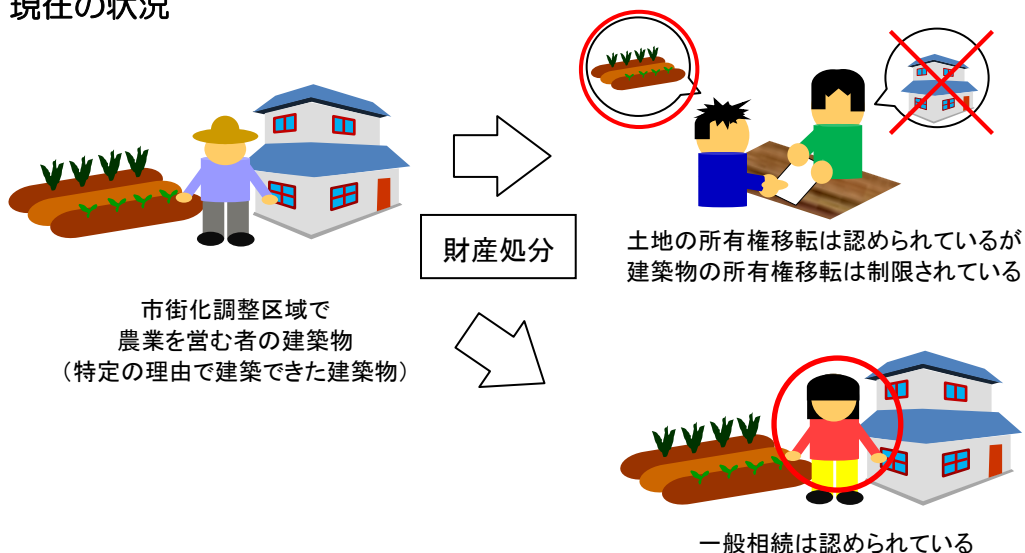 現在の状況
財産処分
土地の所有権移転は認められているが
建築物の所有権移転は制限されている
市街化調整区域で
農業を営む者の建築物
（特定の理由で建築できた建築物）
一般相続は認められている